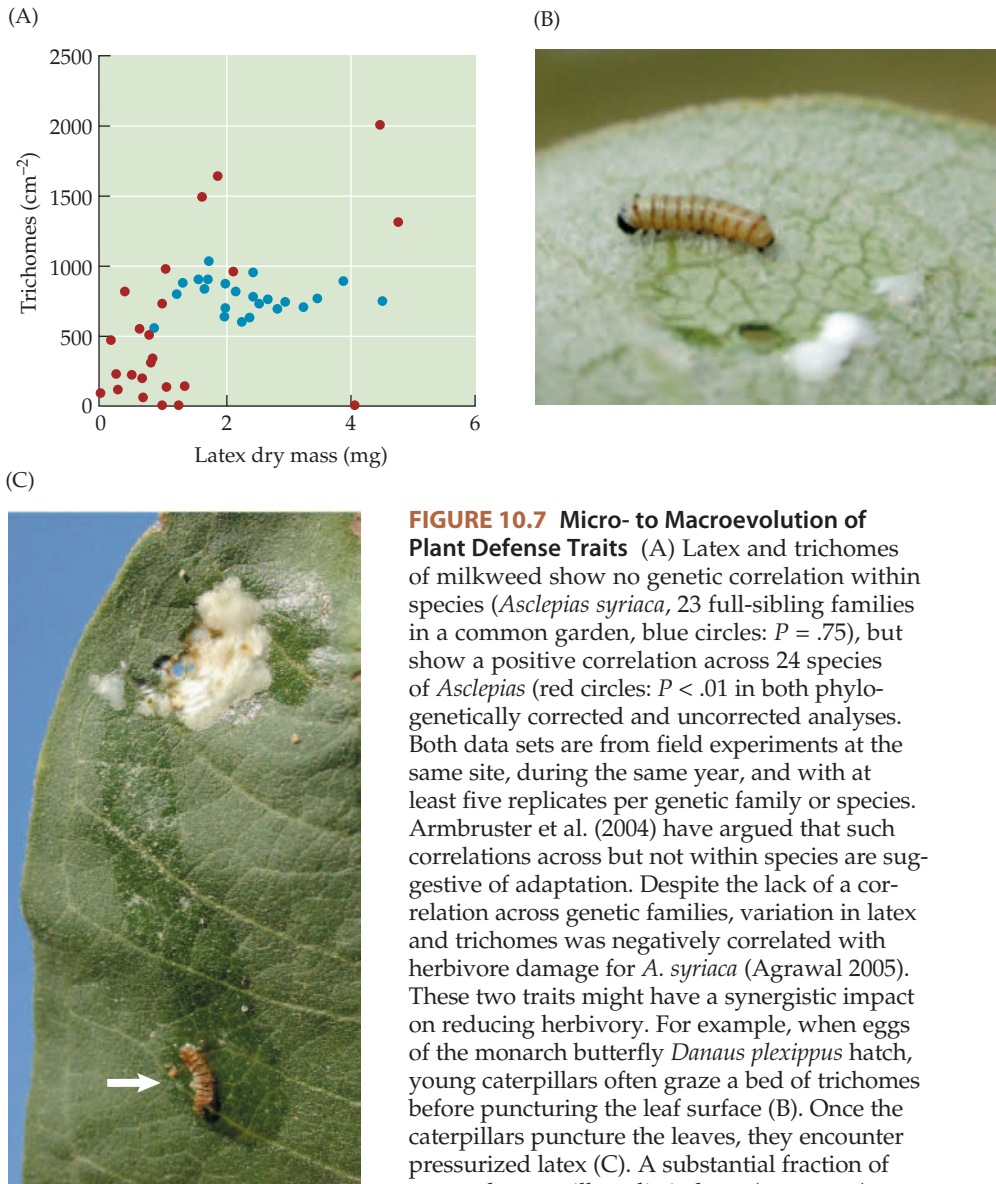 (A)
2500
2000
1500
1000
500
0
Trichomes (cm−2)
0 2 4 6
Latex dry mass (mg)
(B)
(C)
FIGURE 10.7 Micro- to Macroevolution of
Plant Defense Traits (A) Latex and trichomes
of milkweed show no genetic correlation within
species (Asclepias syriaca, 23 full-sibling families
in a common garden, blue circles: P = .75), but
show a positive correlation across 24 species
of Asclepias (red circles: P < .01 in both phylo-
genetically corrected and uncorrected analyses.
Both data sets are from field experiments at the
same site, during the same year, and with at
least five replicates per genetic family or species.
Armbruster et al. (2004) have argued that such
correlations across but not within species are sug-
gestive of adaptation. Despite the lack of a cor-
relation across genetic families, variation in latex
and trichomes was negatively correlated with
herbivore damage for A. syriaca (Agrawal 2005).
These two traits might have a synergistic impact
on reducing herbivory. For example, when eggs
of the monarch butterfly Danaus plexippus hatch,
young caterpillars often graze a bed of trichomes
before puncturing the leaf surface (B). Once the
caterpillars puncture the leaves, they encounter
pressurized latex (C). A substantial fraction of